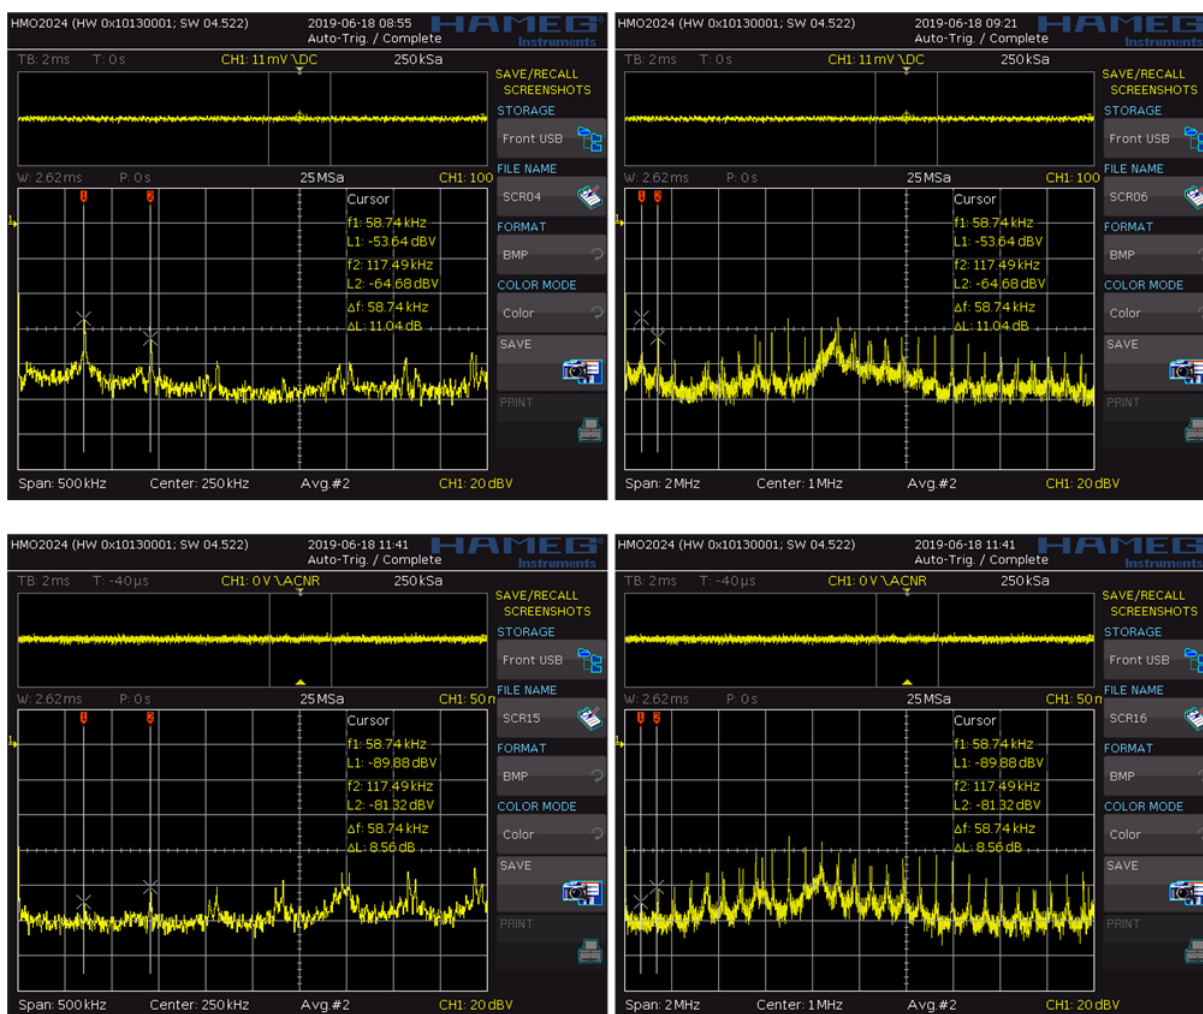 HMO2024 (HW 0x10130001; SW 04.522) 2019-06-18 08:55 HAMEG®
Auto-Trig. / Complete Instruments
TB: 2ms T: 0s CH1: 11mV \DC 250kSa
SAVE/RECALL
SCREENSHOTS
STORAGE
Front USB
FILE NAME
SCR04
FORMAT
BMP
COLOR MODE
Color
SAVE
PRINT
W: 2.62ms P: 0s 25MSa CH1: 100
1 2
Cursor
1
f1: 58.74kHz
L1: -53.64dBV
f2: 117.49kHz
L2: -64.68dBV
Δf: 58.74kHz
ΔL: 11.04dB
Span: 500kHz Center: 250kHz Avg.#2 CH1: 20dBV
HMO2024 (HW 0x10130001; SW 04.522) 2019-06-18 09:21 HAMEG
Auto-Trig. / Complete Instruments
TB: 2ms T: 0s CH1: 11mV \DC 250kSa
SAVE/RECALL
SCREENSHOTS
STORAGE
Front USB
FILE NAME
SCR06
FORMAT
BMP
COLOR MODE
Color
SAVE
PRINT
W: 2.62ms P: 0s 25MSa CH1: 100
1 2
Cursor
1
f1: 58.74kHz
L1: -53.64dBV
f2: 117.49kHz
L2: -64.68dBV
Δf: 58.74kHz
ΔL: 11.04dB
Span: 2MHz Center: 1MHz Avg.#2 CH1: 20dBV
HMO2024 (HW 0x10130001; SW 04.522) 2019-06-18 11:41 HAMEG®
Auto-Trig. / Complete Instruments
TB: 2ms T: -40µs CH1: 0V \ACNR 250kSa
SAVE/RECALL
SCREENSHOTS
STORAGE
Front USB
FILE NAME
SCR15
FORMAT
BMP
COLOR MODE
Color
SAVE
PRINT
W: 2.62ms P: 0s 25MSa CH1: 50m
1 2
Cursor
1
f1: 58.74kHz
L1: -89.88dBV
f2: 117.49kHz
L2: -81.32dBV
Δf: 58.74kHz
ΔL: 8.56dB
Span: 500kHz Center: 250kHz Avg.#2 CH1: 20dBV
HMO2024 (HW 0x10130001; SW 04.522) 2019-06-18 11:41 HAMEG
Auto-Trig. / Complete Instruments
TB: 2ms T: -40µs CH1: 0V \ACNR 250kSa
SAVE/RECALL
SCREENSHOTS
STORAGE
Front USB
FILE NAME
SCR16
FORMAT
BMP
COLOR MODE
Color
SAVE
PRINT
W: 2.62ms P: 0s 25MSa CH1: 50
1 2
Cursor
1
f1: 58.74kHz
L1: -89.88dBV
f2: 117.49kHz
L2: -81.32dBV
Δf: 58.74kHz
ΔL: 8.56dB
Span: 2MHz Center: 1MHz Avg.#2 CH1: 20dBV